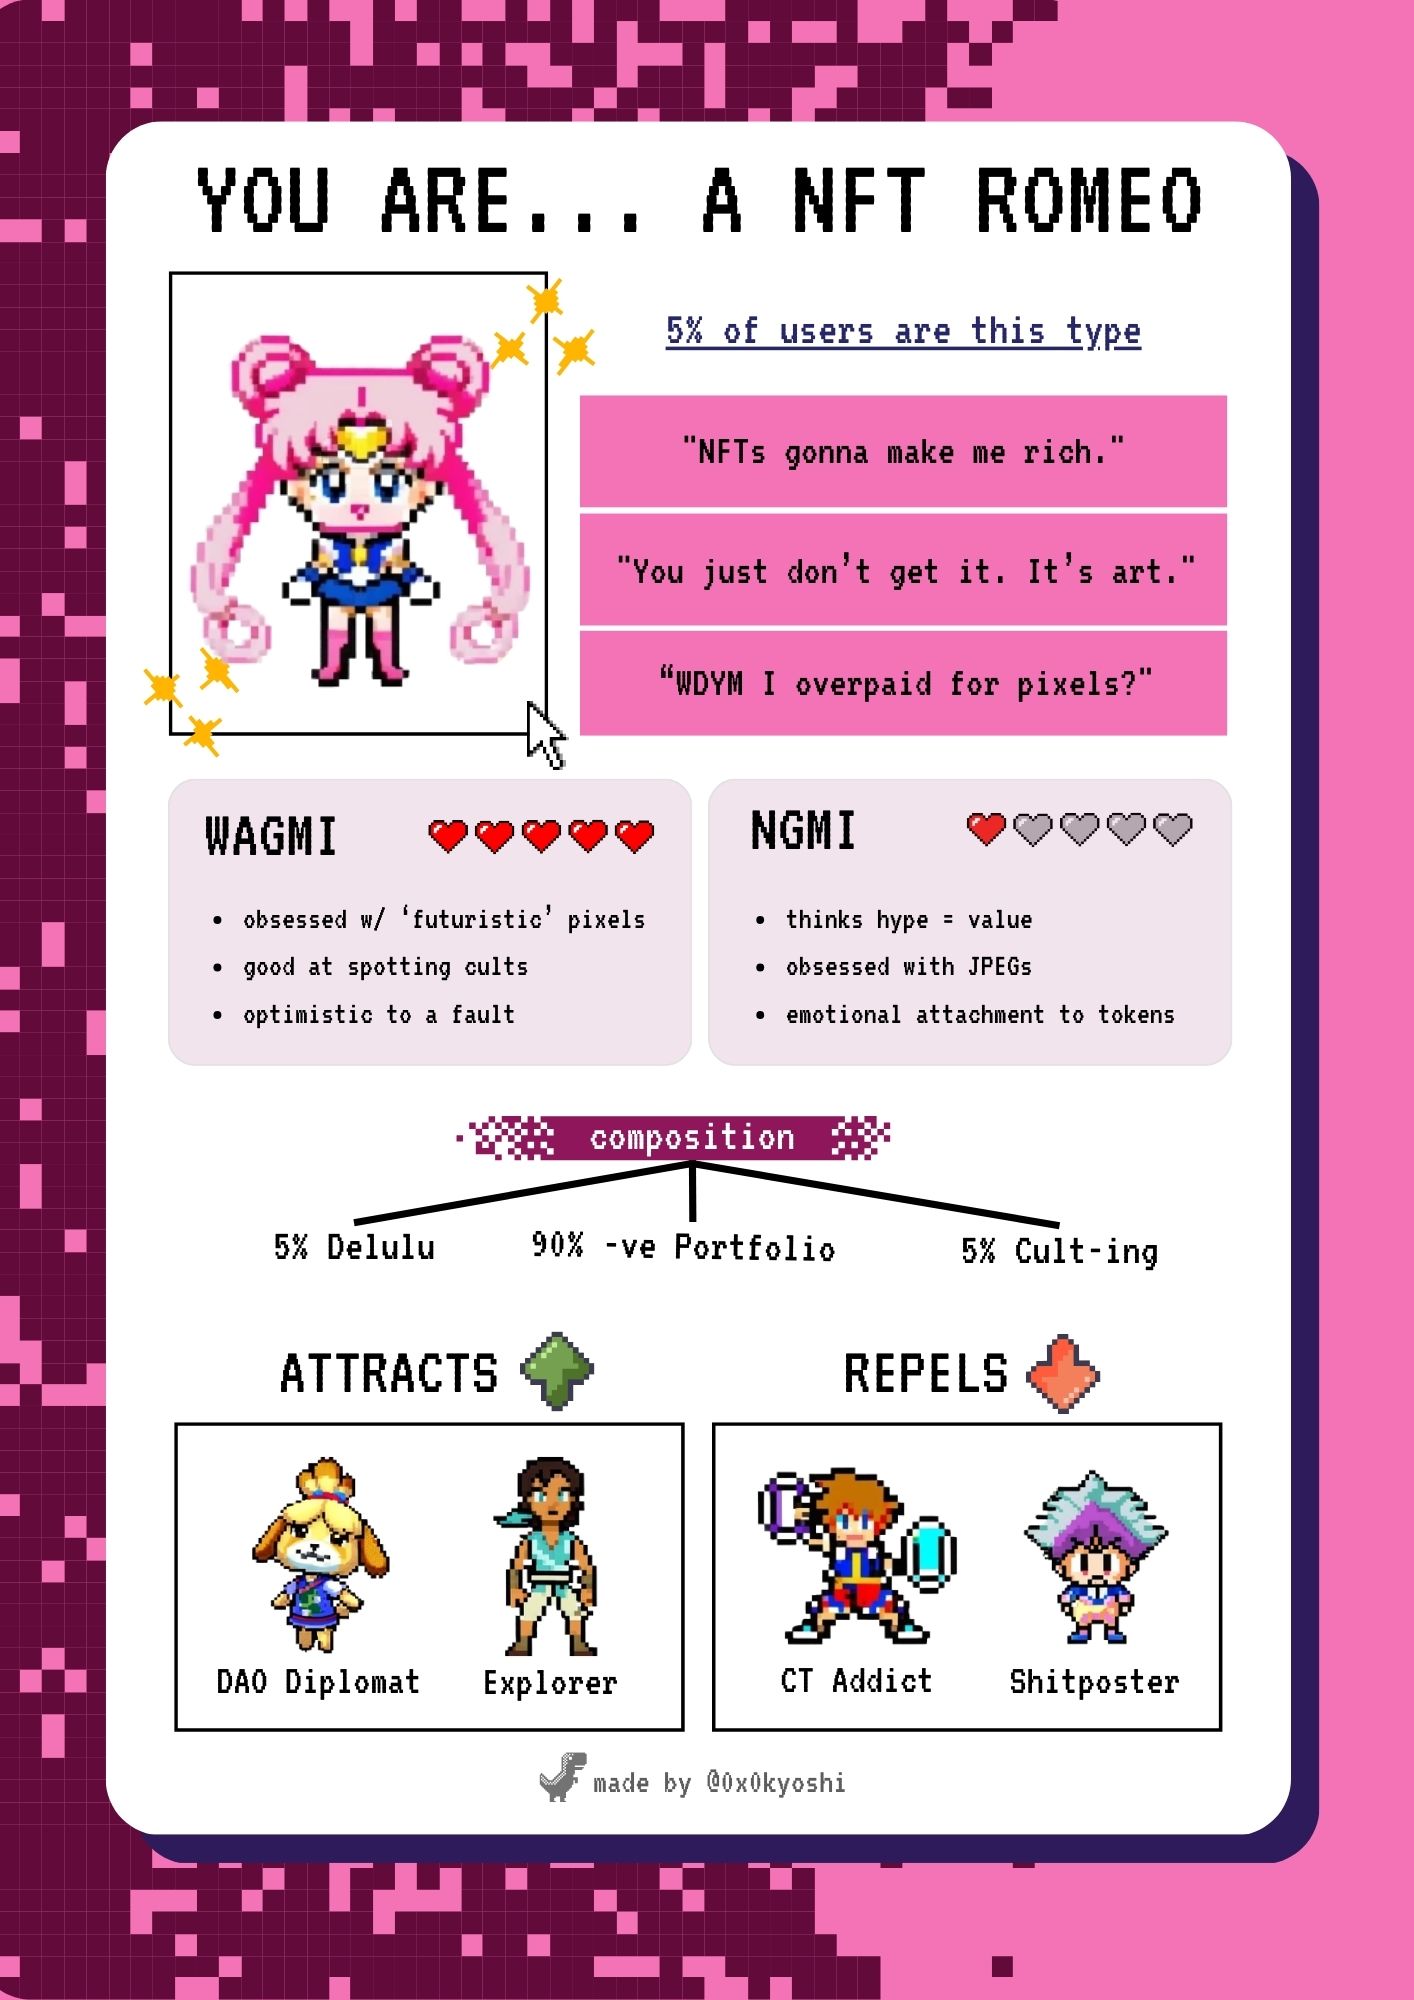 YOU ARE... A NFT ROMEO
5% of users are this type
"NFTs gonna make me rich."
"You just don’t get it. It’s art."
“WDYM I overpaid for pixels?"
WAGMI
• obsessed w/ ‘futuristic’ pixels
• good at spotting cults
• optimistic to a fault
NGMI
• thinks hype = value
• obsessed with JPEGs
• emotional attachment to tokens
composition
5% Delulu
90% -ve Portfolio
5% Cult-ing
ATTRACTS
DAO Diplomat
Explorer
REPELS
CT Addict
Shitposter
made by @0x0kyoshi